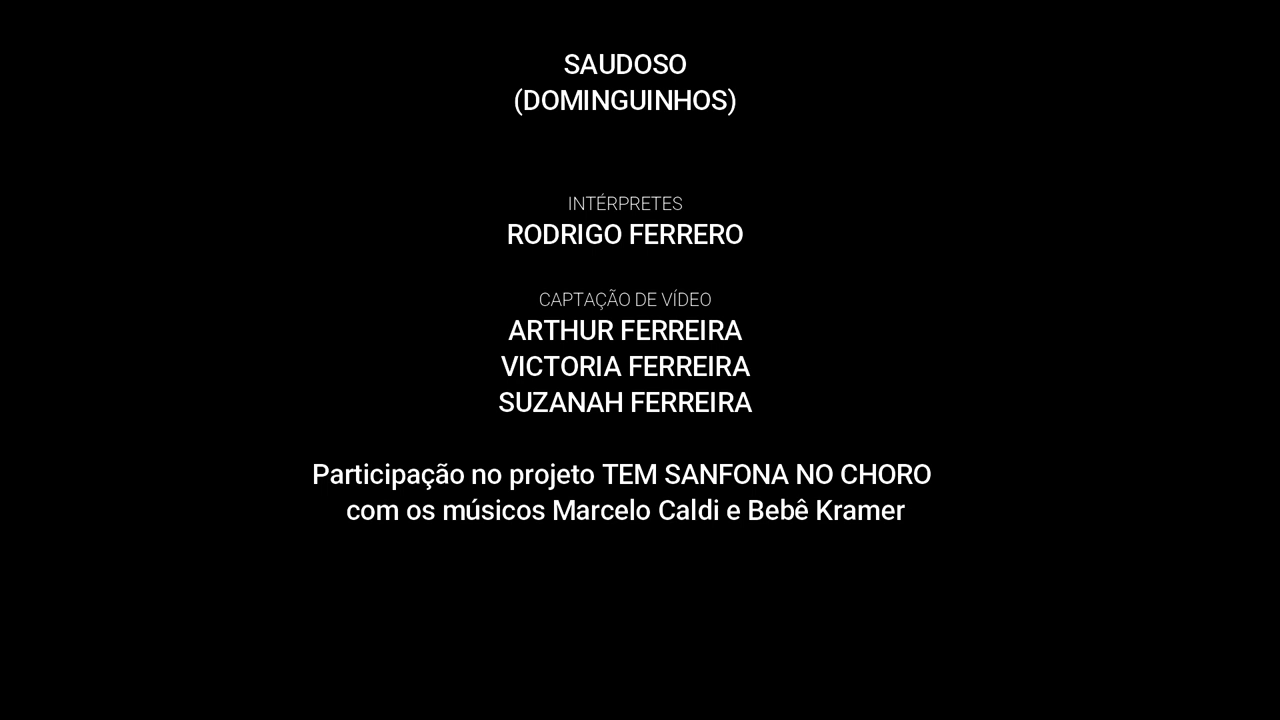 SAUDOSO
(DOMINGUINHOS)
INTÉRPRETES
RODRIGO FERRERO
CAPTAÇÃO DE VÍDEO
ARTHUR FERREIRA
VICTORIA FERREIRA
SUZANAH FERREIRA
Participação no projeto TEM SANFONA NO CHORO
com os músicos Marcelo Caldi e Bebê Kramer